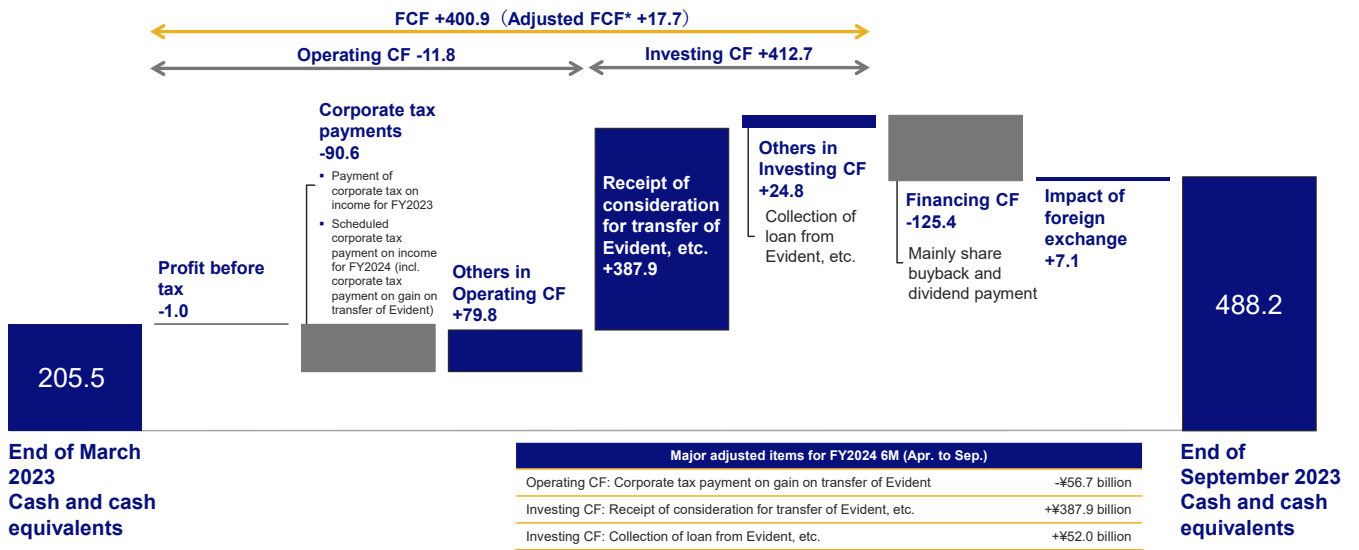 FCF +400.9（Adjusted FCF* +17.7）
Operating CF -11.8
Investing CF +412.7
Corporate tax
payments
-90.6
▪ Payment of
corporate tax on
income for FY2023
▪ Scheduled
corporate tax
payment on income
for FY2024 (incl.
corporate tax
payment on gain on
transfer of Evident)
Profit before
tax
-1.0
Others in
Operating CF
+79.8
Receipt of
consideration
for transfer of
Evident, etc.
+387.9
Others in
Investing CF
+24.8
Collection of
loan from
Evident, etc.
Financing CF
-125.4
Mainly share
buyback and
dividend payment
Impact of
foreign
exchange
+7.1
205.5
488.2
End of March
2023
Cash and cash
equivalents
Major adjusted items for FY2024 6M (Apr. to Sep.)
Operating CF: Corporate tax payment on gain on transfer of Evident -¥56.7 billion
Investing CF: Receipt of consideration for transfer of Evident, etc. +¥387.9 billion
Investing CF: Collection of loan from Evident, etc. +¥52.0 billion
End of
September 2023
Cash and cash
equivalents